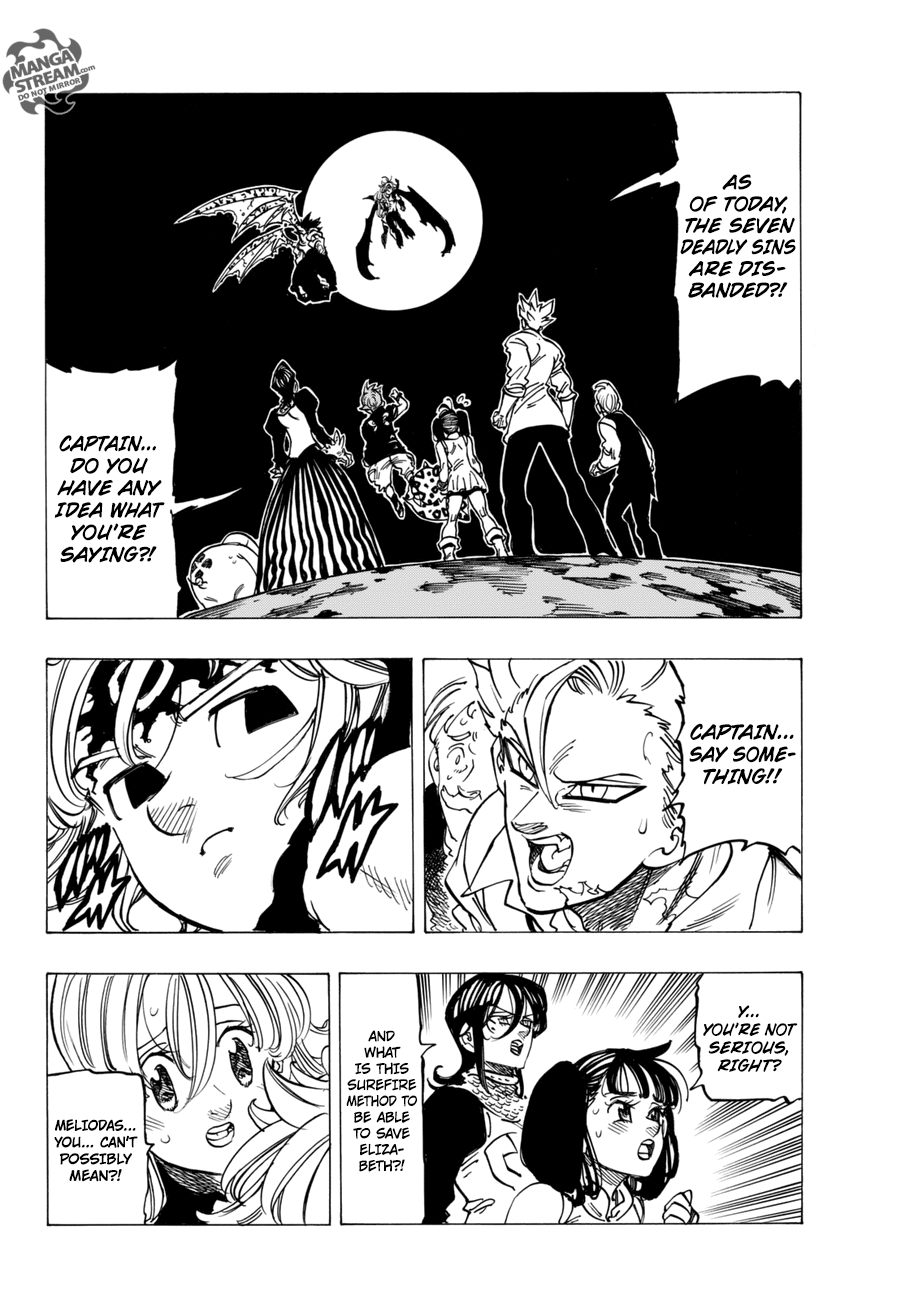 MANGA
STREAM.com
DO NOT MIRROR
AS
OF TODAY,
THE SEVEN
DEADLY SINS
ARE DIS-
BANDED?!
CAPTAIN...
DO YOU
HAVE ANY
IDEA WHAT
YOU'RE
SAYING?!
CAPTAIN...
SAY SOME-
THING!!
Y...
YOU'RE NOT
SERIOUS,
RIGHT?
AND
WHAT
IS THIS
SUREFIRE
METHOD TO
BE ABLE
TO SAVE
ELIZA-
BETH?!
MELIODAS...
YOU... CAN'T
POSSIBLY
MEAN?!